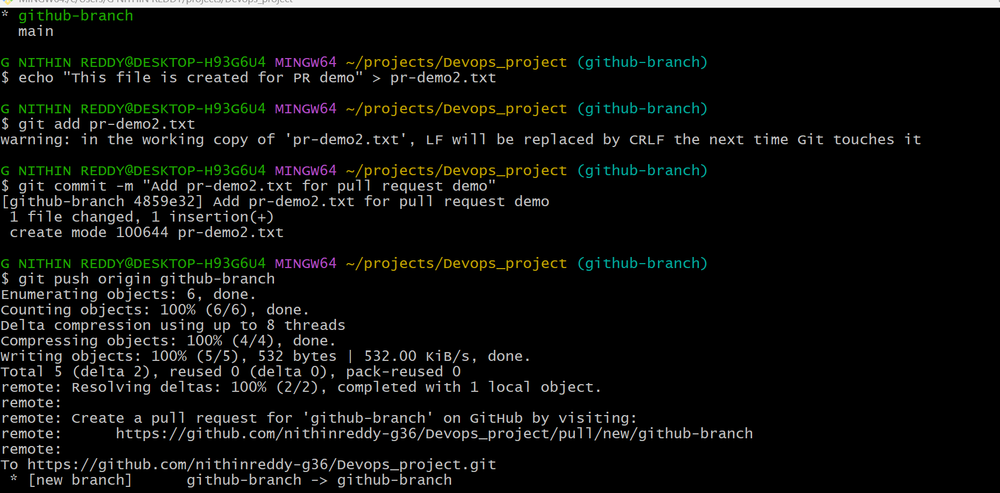 MINGW64:/c/Users/G NITHIN REDDY/projects/Devops_project
* github-branch
  main
G NITHIN REDDY@DESKTOP-H93G6U4 MINGW64 ~/projects/Devops_project (github-branch)
$ echo "This file is created for PR demo" > pr-demo2.txt
G NITHIN REDDY@DESKTOP-H93G6U4 MINGW64 ~/projects/Devops_project (github-branch)
$ git add pr-demo2.txt
warning: in the working copy of 'pr-demo2.txt', LF will be replaced by CRLF the next time Git touches it
G NITHIN REDDY@DESKTOP-H93G6U4 MINGW64 ~/projects/Devops_project (github-branch)
$ git commit -m "Add pr-demo2.txt for pull request demo"
[github-branch 4859e32] Add pr-demo2.txt for pull request demo
 1 file changed, 1 insertion(+)
 create mode 100644 pr-demo2.txt
G NITHIN REDDY@DESKTOP-H93G6U4 MINGW64 ~/projects/Devops_project (github-branch)
$ git push origin github-branch
Enumerating objects: 6, done.
Counting objects: 100% (6/6), done.
Delta compression using up to 8 threads
Compressing objects: 100% (4/4), done.
Writing objects: 100% (5/5), 532 bytes | 532.00 KiB/s, done.
Total 5 (delta 2), reused 0 (delta 0), pack-reused 0
remote: Resolving deltas: 100% (2/2), completed with 1 local object.
remote:
remote: Create a pull request for 'github-branch' on GitHub by visiting:
remote:      https://github.com/nithinreddy-g36/Devops_project/pull/new/github-branch
remote:
To https://github.com/nithinreddy-g36/Devops_project.git
 * [new branch]      github-branch -> github-branch